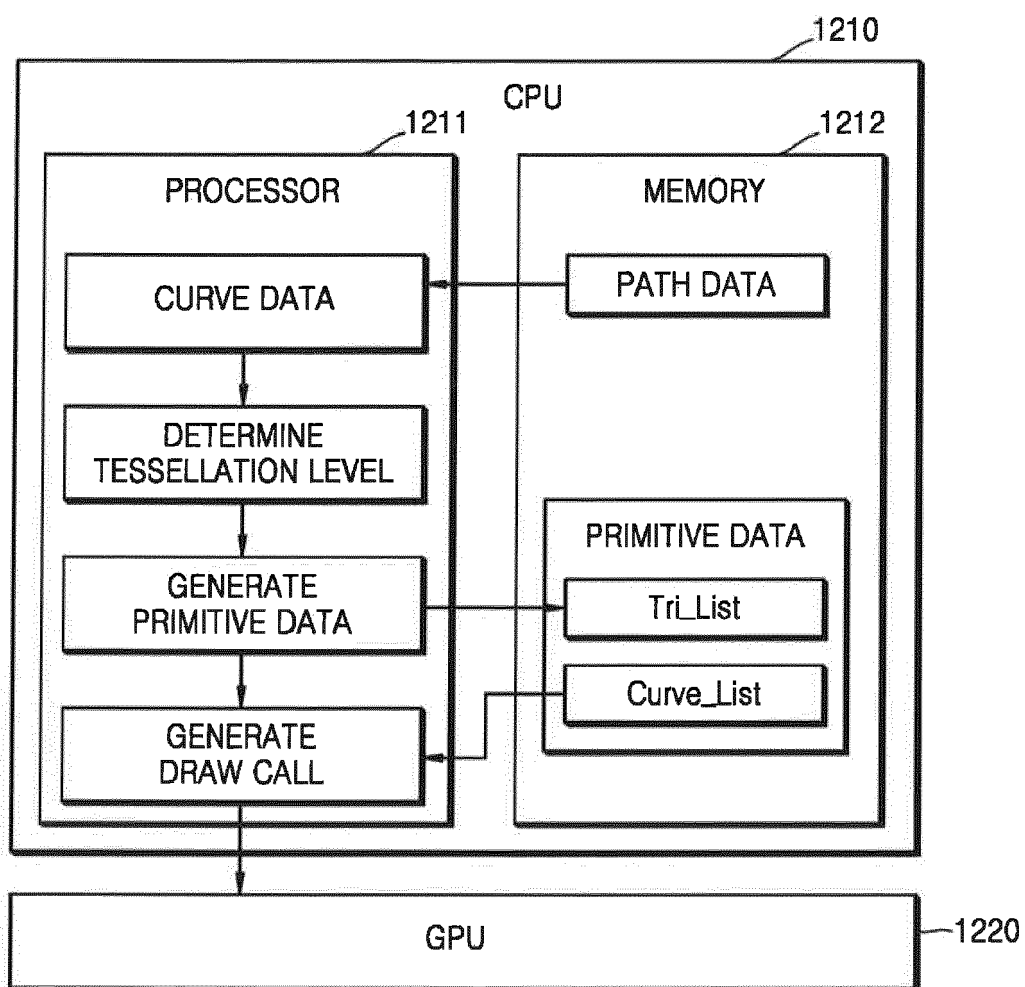 1210
CPU
1211
1212
PROCESSOR
MEMORY
CURVE DATA
PATH DATA
DETERMINE
TESSELLATION LEVEL
PRIMITIVE DATA
GENERATE
PRIMITIVE DATA
Tri_List
Curve_List
GENERATE
DRAW CALL
GPU
1220